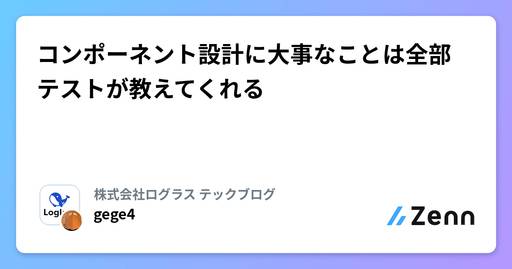 コンポーネント設計に大事なことは全部
テストが教えてくれる
株式会社ログラス テックブログ
gege4
Zenn